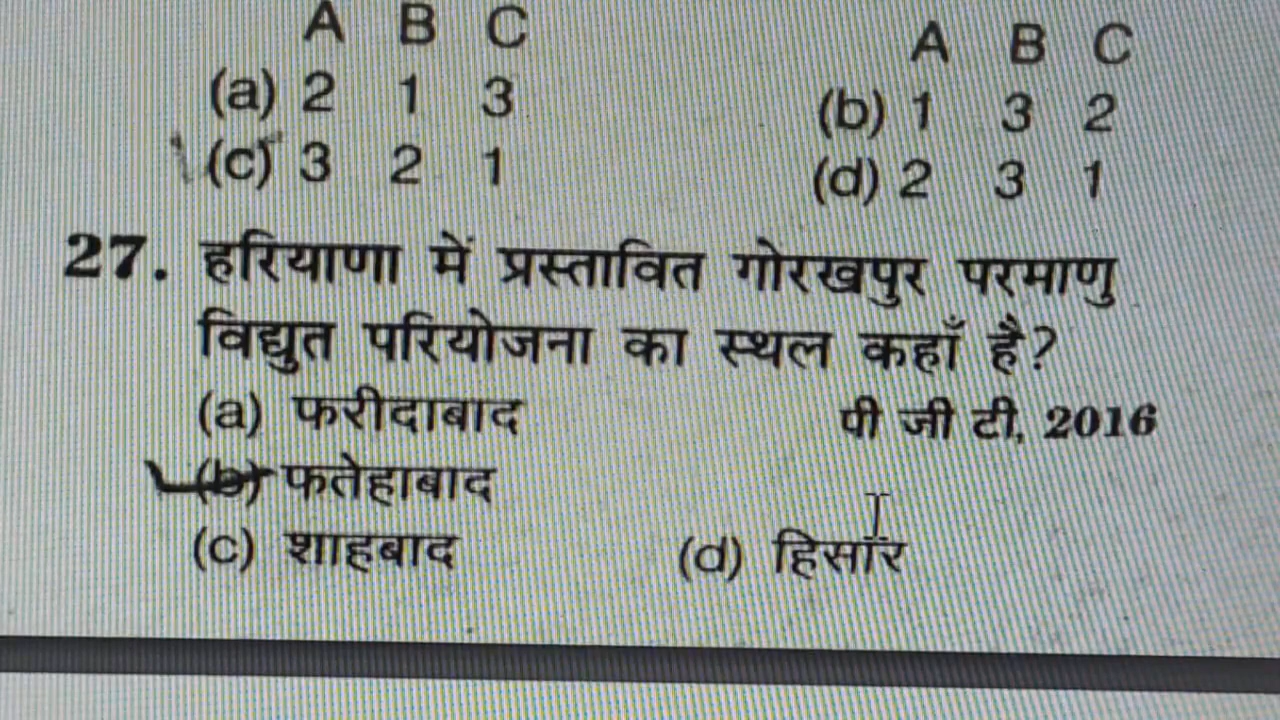 A B C A B C
(a) 2 1 3 (b) 1 3 2
(c) 3 2 1 (d) 2 3 1
27. हरियाणा में प्रस्तावित गोरखपुर परमाणु
विद्युत परियोजना का स्थल कहाँ है?
(a) फरीदाबाद पी जी टी, 2016
(b) फतेहाबाद
(c) शाहबाद (d) हिसार